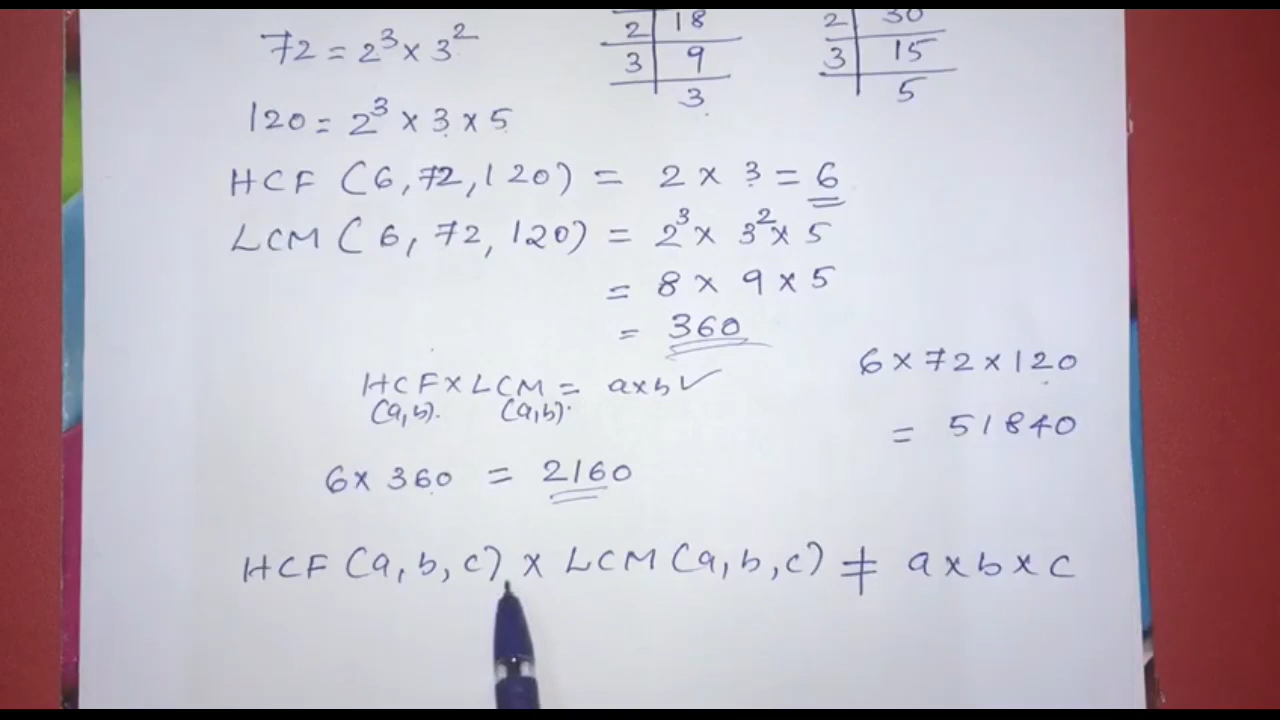 72 = 2³ × 3²
2 | 18
3 | 9
3
2 | 30
3 | 15
5
120 = 2³ × 3 × 5
HCF (6, 72, 120) = 2 × 3 = 6
LCM (6, 72, 120) = 2³ × 3² × 5
= 8 × 9 × 5
= 360
HCF × LCM = a×b ✓
(a,b). (a,b).
6 × 360 = 2160
6 × 72 × 120
= 51840
HCF (a, b, c) × LCM (a, b, c) ≠ a × b × c